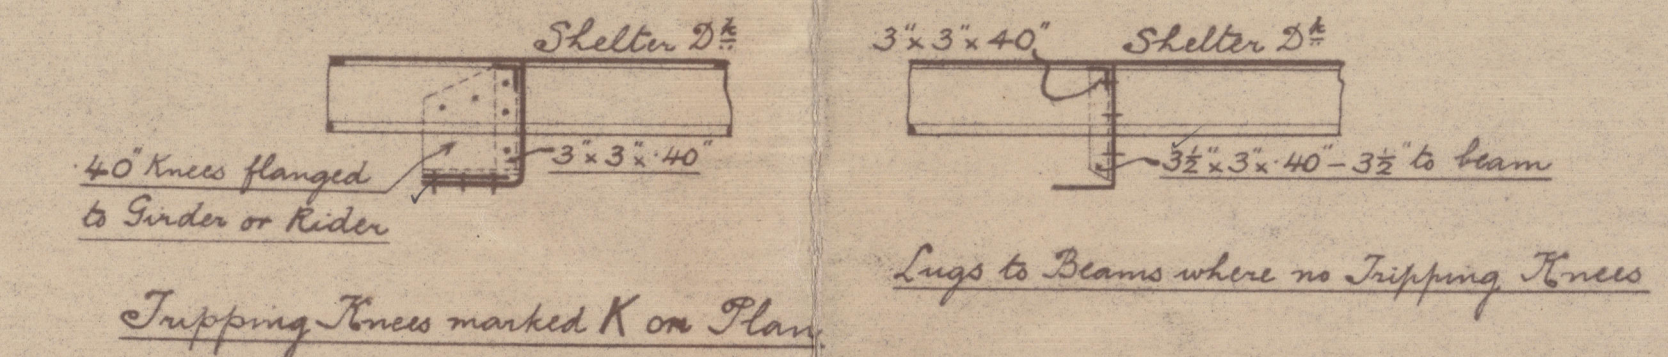 Shelter Dk
3"x 3"x ·40"
·40" Knees flanged
to Girder or Rider
Tripping Knees marked K on Plan.
3"x 3"x ·40"
Shelter Dk
3½"x 3"x ·40" – 3½" to beam
Lugs to Beams where no Tripping Knees